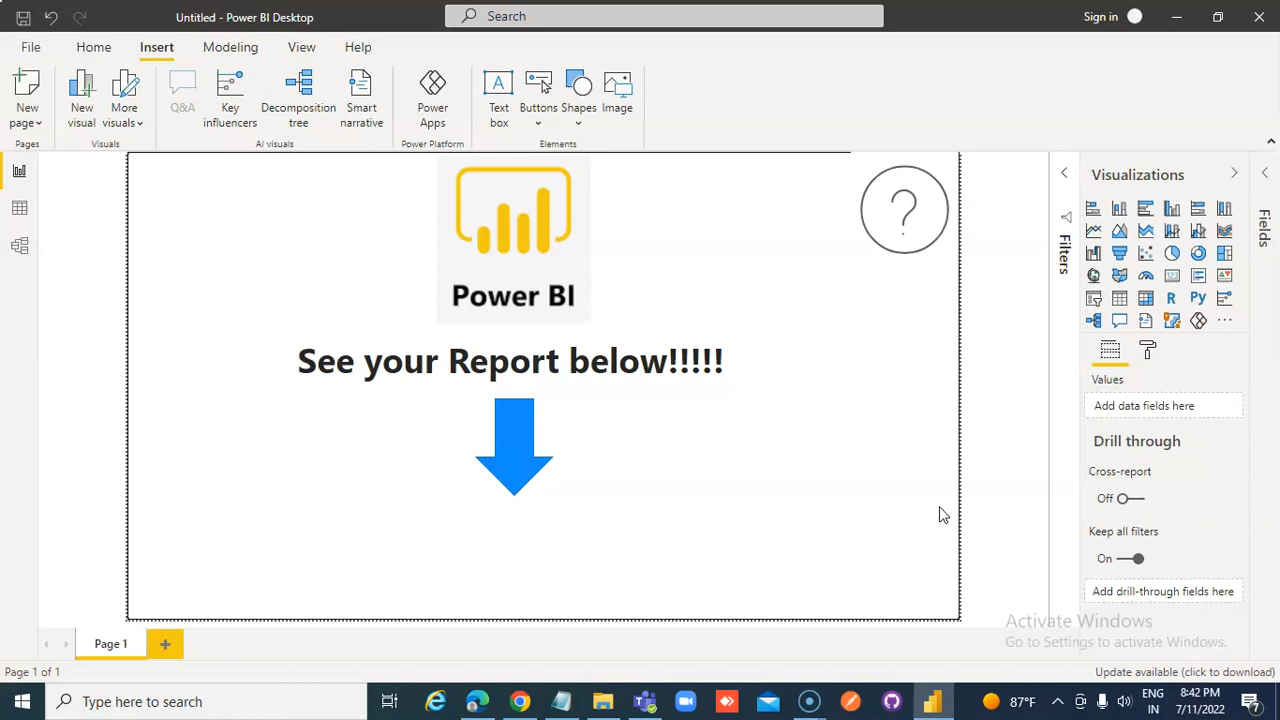 Untitled - Power BI Desktop
Search
Sign in
File Home Insert Modeling View Help
New page
New visual
More visuals
Q&A
Key influencers
Decomposition tree
Smart narrative
Power Apps
Text box
Buttons
Shapes
Image
Pages
Visuals
AI visuals
Power Platform
Elements
?
Power BI
See your Report below!!!!!
Filters
Visualizations
R
Py
Values
Add data fields here
Drill through
Cross-report
Off
Keep all filters
On
Add drill-through fields here
Fields
Activate Windows
Go to Settings to activate Windows.
Page 1
Page 1 of 1
Update available (click to download)
Type here to search
87°F
ENG
IN
8:42 PM
7/11/2022
7